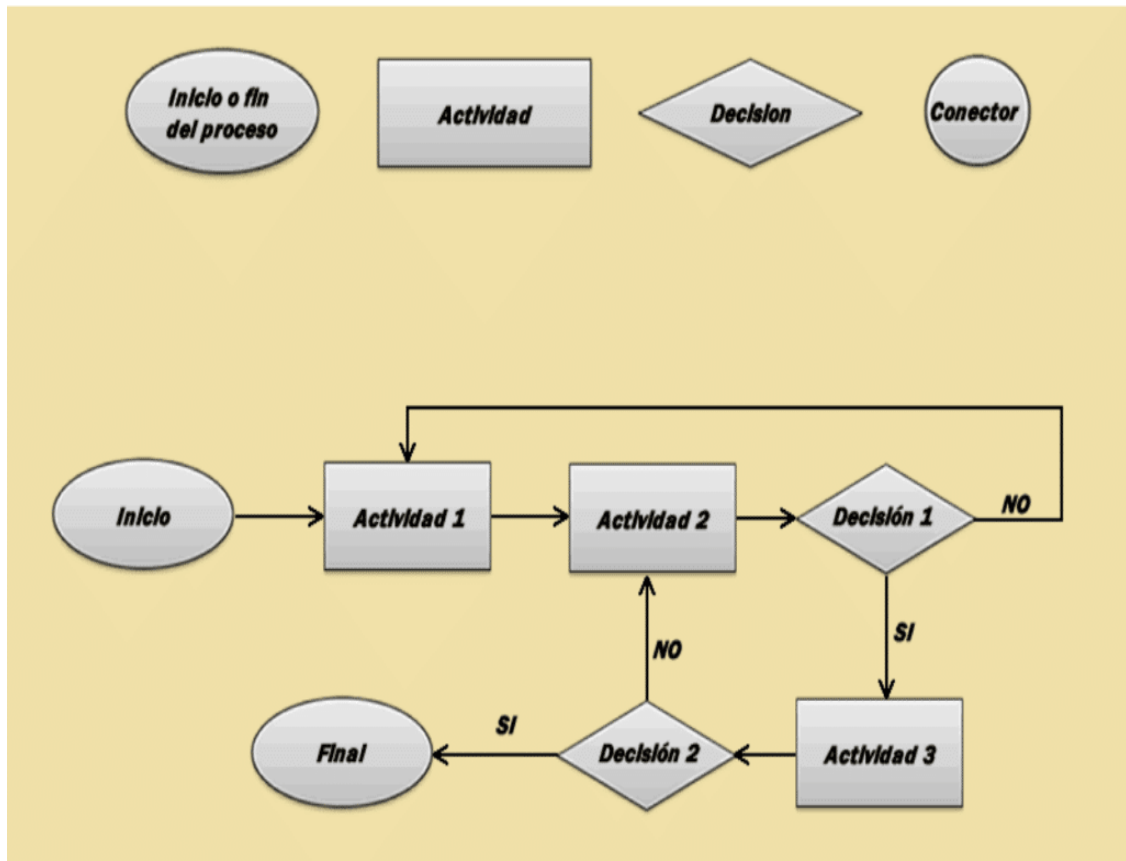 Inicio o fin
del proceso
Actividad
Decision
Conector
Inicio
Actividad 1
Actividad 2
Decisión 1
NO
SI
NO
Final
SI
Decisión 2
Actividad 3